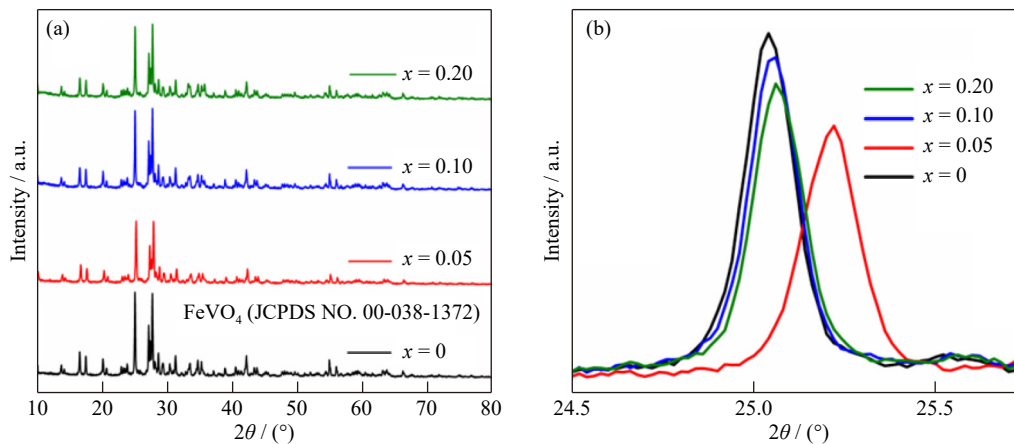 (a)
x = 0.20
x = 0.10
x = 0.05
FeVO₄ (JCPDS NO. 00-038-1372)
x = 0
Intensity / a.u.
10 20 30 40 50 60 70 80
2θ / (°)
(b)
x = 0.20
x = 0.10
x = 0.05
x = 0
Intensity / a.u.
24.5 25.0 25.5
2θ / (°)